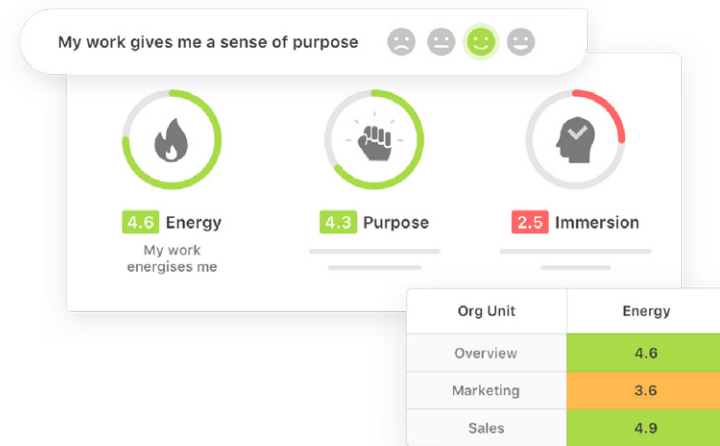 My work gives me a sense of purpose
4.6 Energy
My work
energises me
4.3 Purpose
2.5 Immersion
Org Unit Energy
Overview 4.6
Marketing 3.6
Sales 4.9